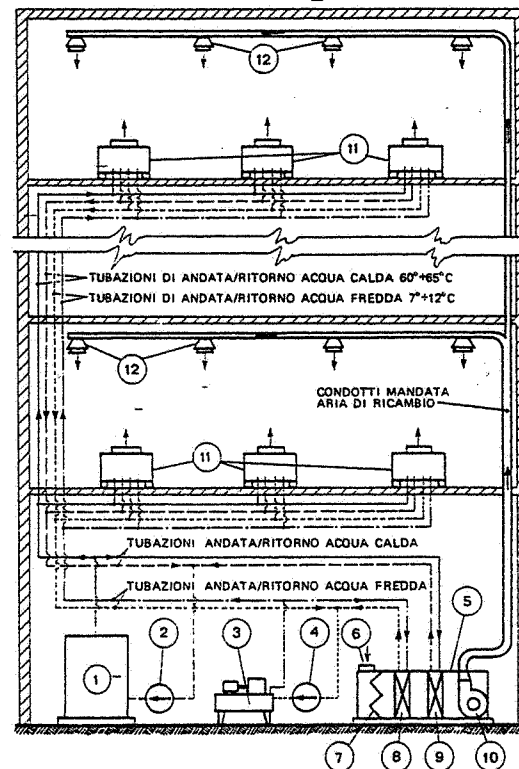 12
11
TUBAZIONI DI ANDATA/RITORNO ACQUA CALDA 60°÷65°C
TUBAZIONI DI ANDATA/RITORNO ACQUA FREDDA 7°÷12°C
12
CONDOTTI MANDATA
ARIA DI RICAMBIO
11
TUBAZIONI ANDATA/RITORNO ACQUA CALDA
TUBAZIONI ANDATA/RITORNO ACQUA FREDDA
1
2
3
4
5
6
7
8
9
10